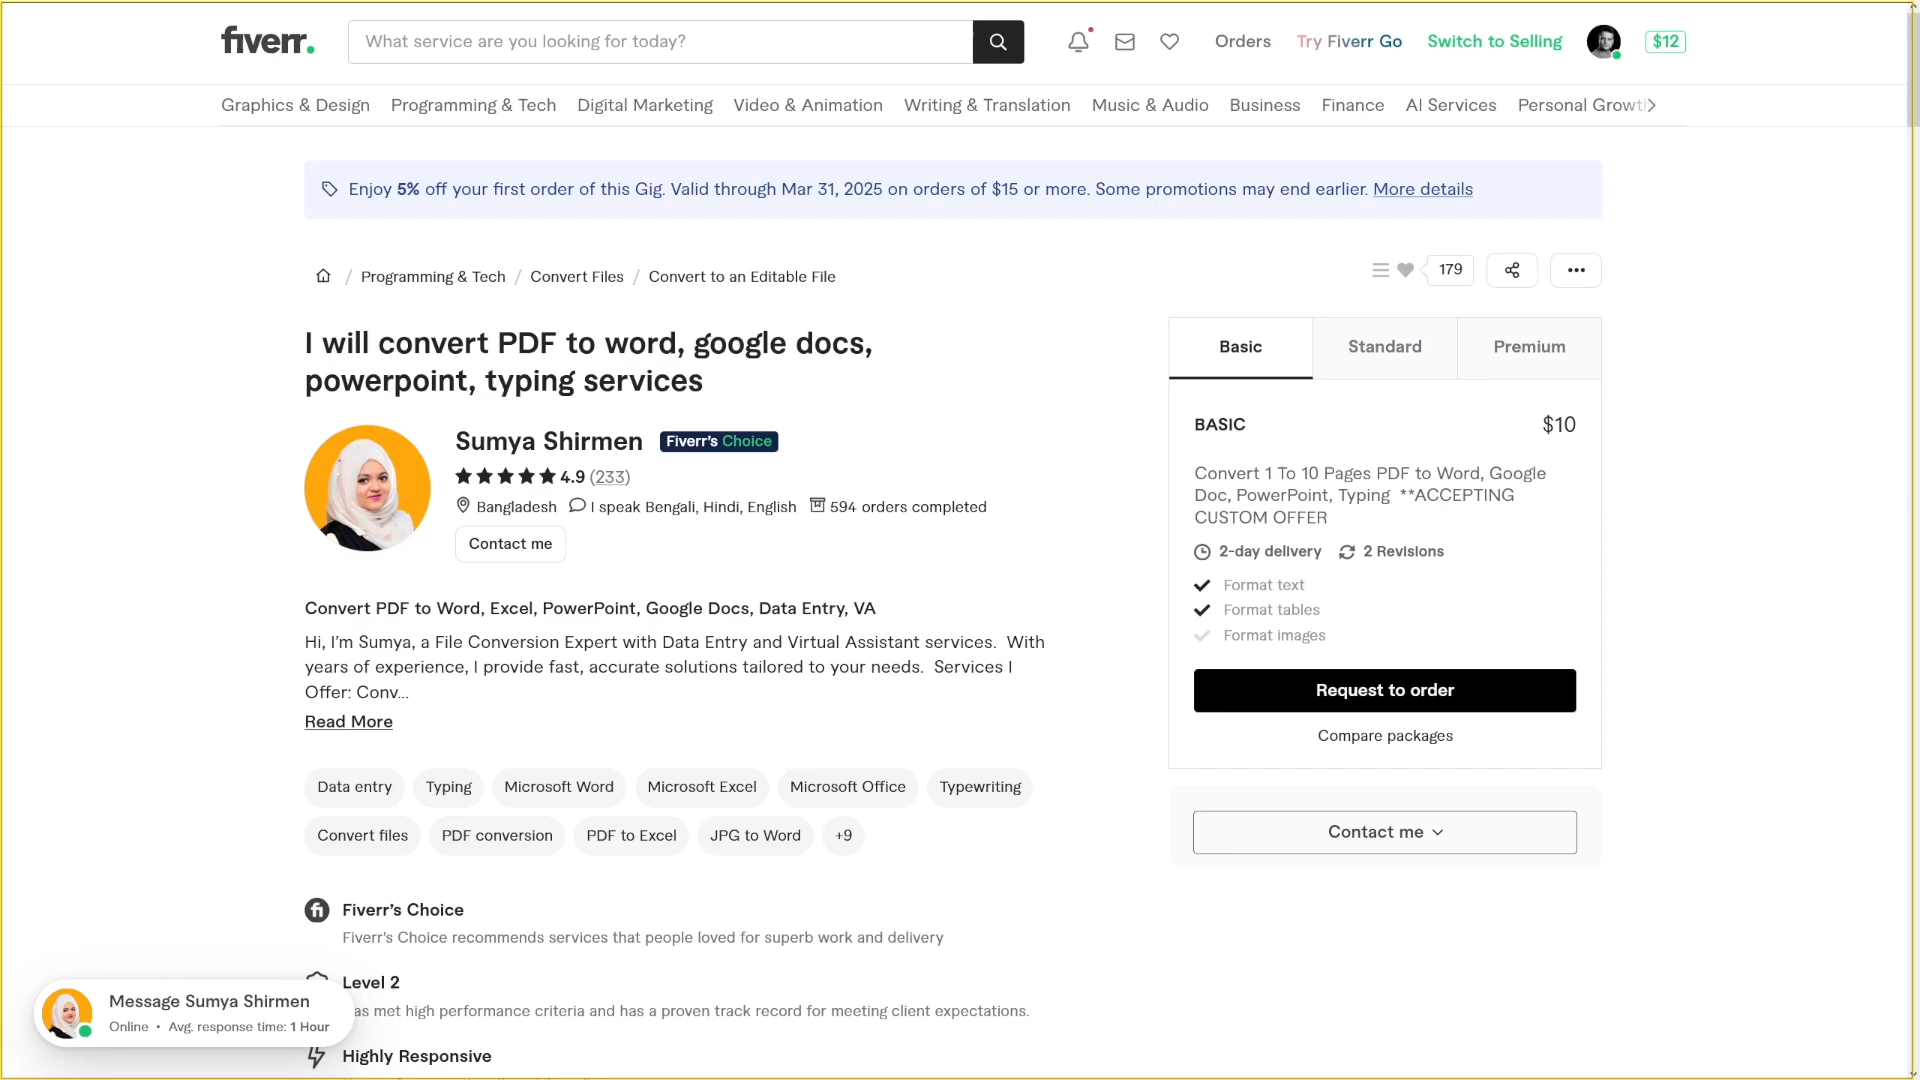 fiverr.
What service are you looking for today?
Orders
Try Fiverr Go
Switch to Selling
$12
Graphics & Design
Programming & Tech
Digital Marketing
Video & Animation
Writing & Translation
Music & Audio
Business
Finance
AI Services
Personal Growth
Enjoy 5% off your first order of this Gig. Valid through Mar 31, 2025 on orders of $15 or more. Some promotions may end earlier. More details
/ Programming & Tech / Convert Files / Convert to an Editable File
179
I will convert PDF to word, google docs,
powerpoint, typing services
Sumya Shirmen
Fiverr's Choice
4.9 (233)
Bangladesh
I speak Bengali, Hindi, English
594 orders completed
Contact me
Convert PDF to Word, Excel, PowerPoint, Google Docs, Data Entry, VA
Hi, I'm Sumya, a File Conversion Expert with Data Entry and Virtual Assistant services. With
years of experience, I provide fast, accurate solutions tailored to your needs. Services I
Offer: Conv...
Read More
Data entry
Typing
Microsoft Word
Microsoft Excel
Microsoft Office
Typewriting
Convert files
PDF conversion
PDF to Excel
JPG to Word
+9
Fiverr's Choice
Fiverr's Choice recommends services that people loved for superb work and delivery
Level 2
as met high performance criteria and has a proven track record for meeting client expectations.
Highly Responsive
Message Sumya Shirmen
Online • Avg. response time: 1 Hour
Basic
Standard
Premium
BASIC
$10
Convert 1 To 10 Pages PDF to Word, Google
Doc, PowerPoint, Typing **ACCEPTING
CUSTOM OFFER
2-day delivery
2 Revisions
Format text
Format tables
Format images
Request to order
Compare packages
Contact me